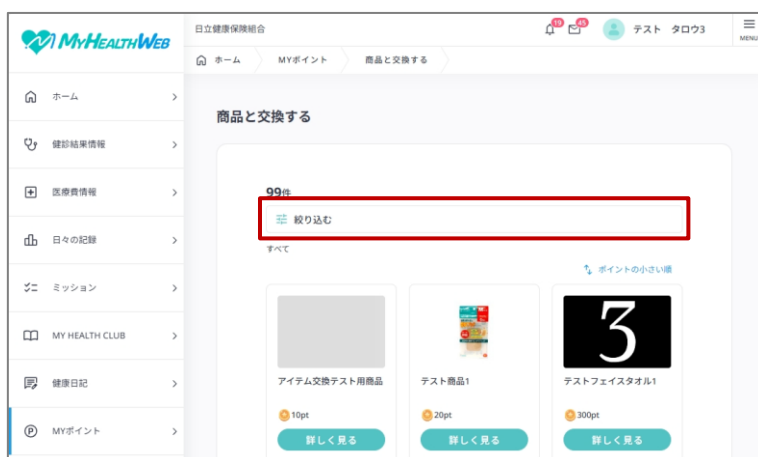 MY HEALTH WEB
日立健康保険組合
19
45
テスト タロウ3
MENU
ホーム
MYポイント
商品と交換する
ホーム
健診結果情報
医療費情報
日々の記録
ミッション
MY HEALTH CLUB
健康日記
MYポイント
商品と交換する
99件
絞り込む
すべて
ポイントの小さい順
3
アイテム交換テスト用商品
テスト商品1
テストフェイスタオル1
10pt
20pt
300pt
詳しく見る
詳しく見る
詳しく見る